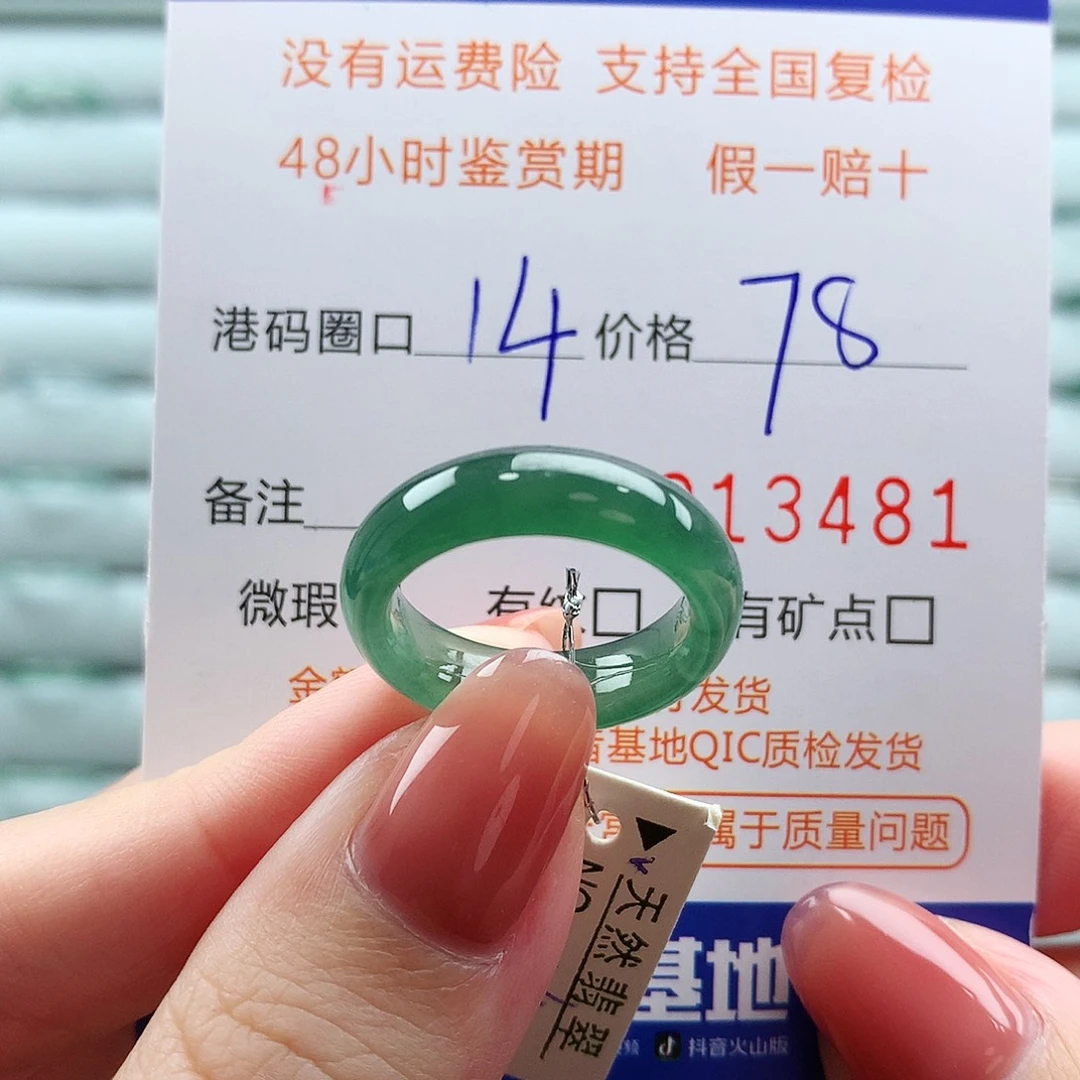 没有运费险 支持全国复检
48小时鉴赏期 假一赔十
港码圈口 14 价格 78
备注 13481
微瑕 有 □ 有矿点□
发货
基地QIC质检发货
属于质量问题
天然翡翠
NO
基地
抖音火山版